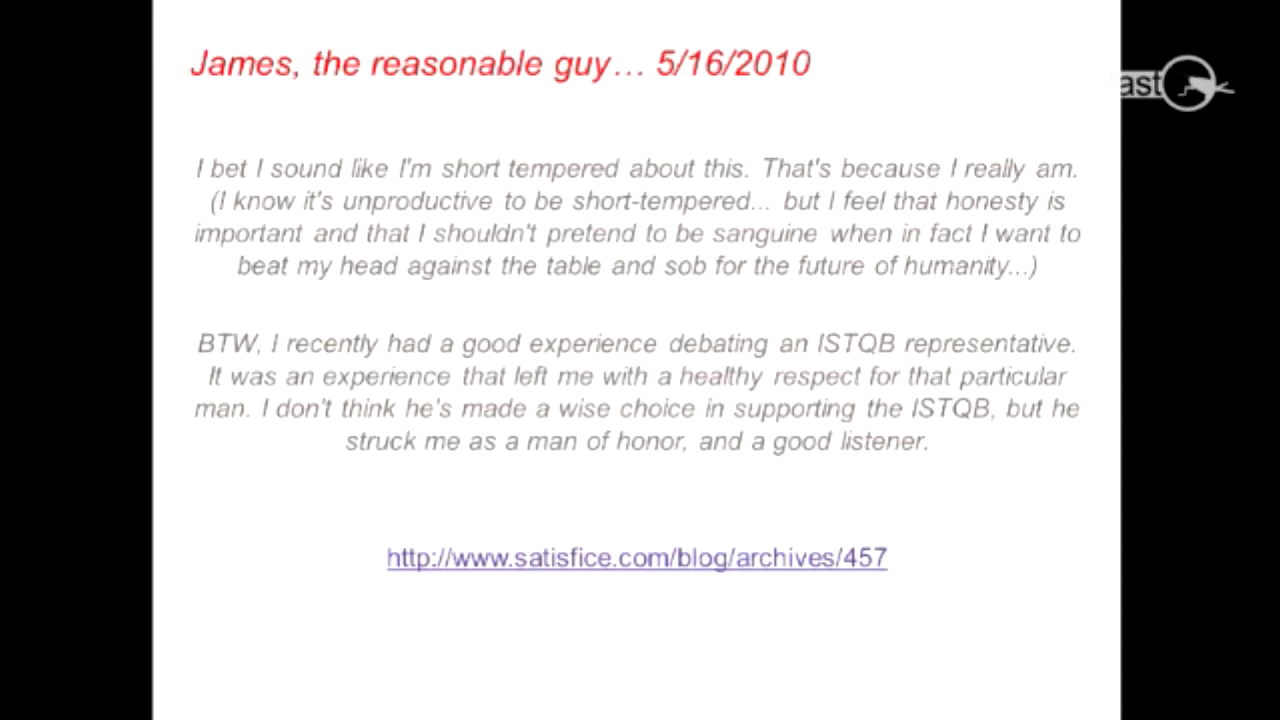 James, the reasonable guy... 5/16/2010
ast
I bet I sound like I'm short tempered about this. That's because I really am.
(I know it's unproductive to be short-tempered... but I feel that honesty is
important and that I shouldn't pretend to be sanguine when in fact I want to
beat my head against the table and sob for the future of humanity...)
BTW, I recently had a good experience debating an ISTQB representative.
It was an experience that left me with a healthy respect for that particular
man. I don't think he's made a wise choice in supporting the ISTQB, but he
struck me as a man of honor, and a good listener.
http://www.satisfice.com/blog/archives/457